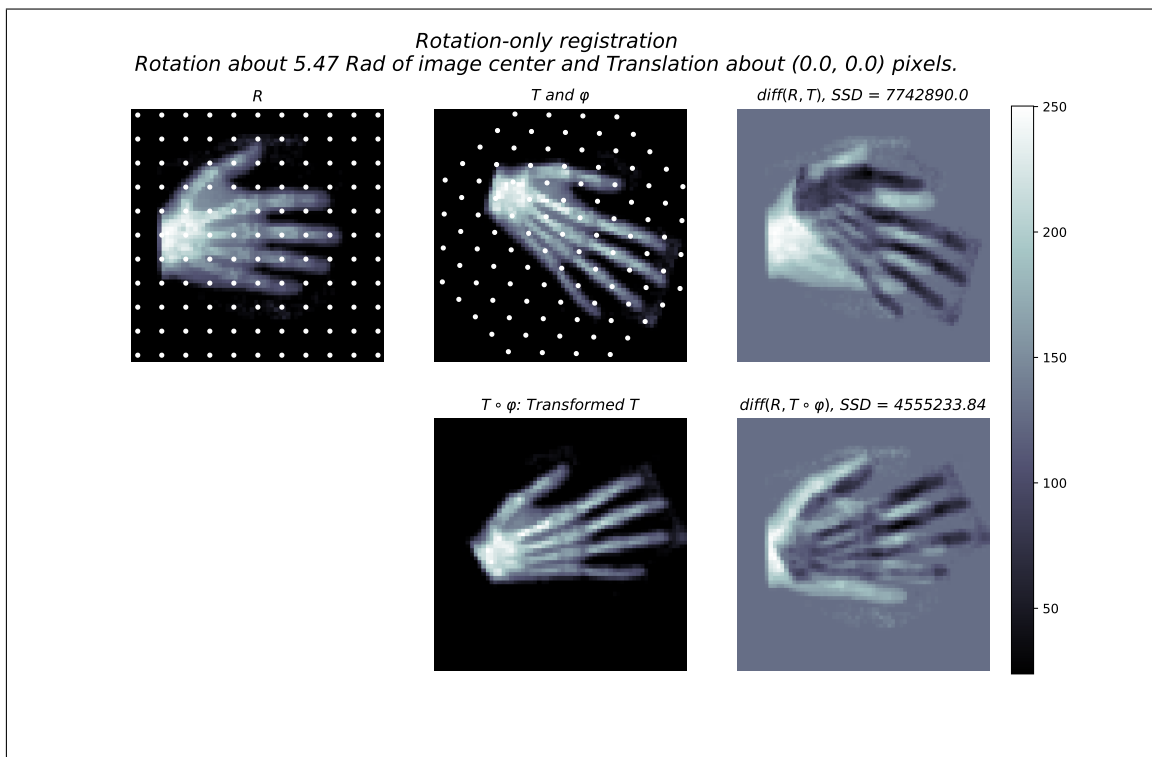 Rotation-only registration
Rotation about 5.47 Rad of image center and Translation about (0.0, 0.0) pixels.
R
T and φ
diff(R, T), SSD = 7742890.0
250
200
150
100
50
T ∘ φ: Transformed T
diff(R, T ∘ φ), SSD = 4555233.84